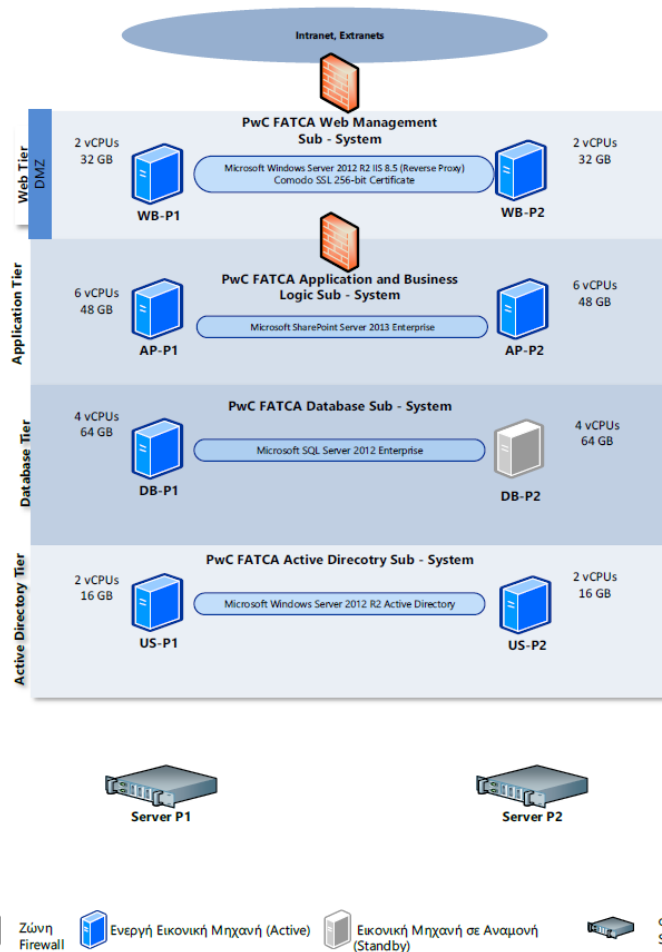 Intranet, Extranets
PwC FATCA Web Management
Sub - System
2 vCPUs
32 GB
2 vCPUs
32 GB
Web Tier
DMZ
Microsoft Windows Server 2012 R2 IIS 8.5 (Reverse Proxy)
Comodo SSL 256-bit Certificate
WB-P1
WB-P2
Application Tier
PwC FATCA Application and Business
Logic Sub - System
6 vCPUs
48 GB
6 vCPUs
48 GB
Microsoft SharePoint Server 2013 Enterprise
AP-P1
AP-P2
Database Tier
PwC FATCA Database Sub - System
4 vCPUs
64 GB
4 vCPUs
64 GB
Microsoft SQL Server 2012 Enterprise
DB-P1
DB-P2
Active Directory Tier
PwC FATCA Active Direcotry Sub - System
2 vCPUs
16 GB
2 vCPUs
16 GB
Microsoft Windows Server 2012 R2 Active Directory
US-P1
US-P2
Server P1
Server P2
Ζώνη
Firewall
Ενεργή Εικονική Μηχανή (Active)
Εικονική Μηχανή σε Αναμονή
(Standby)